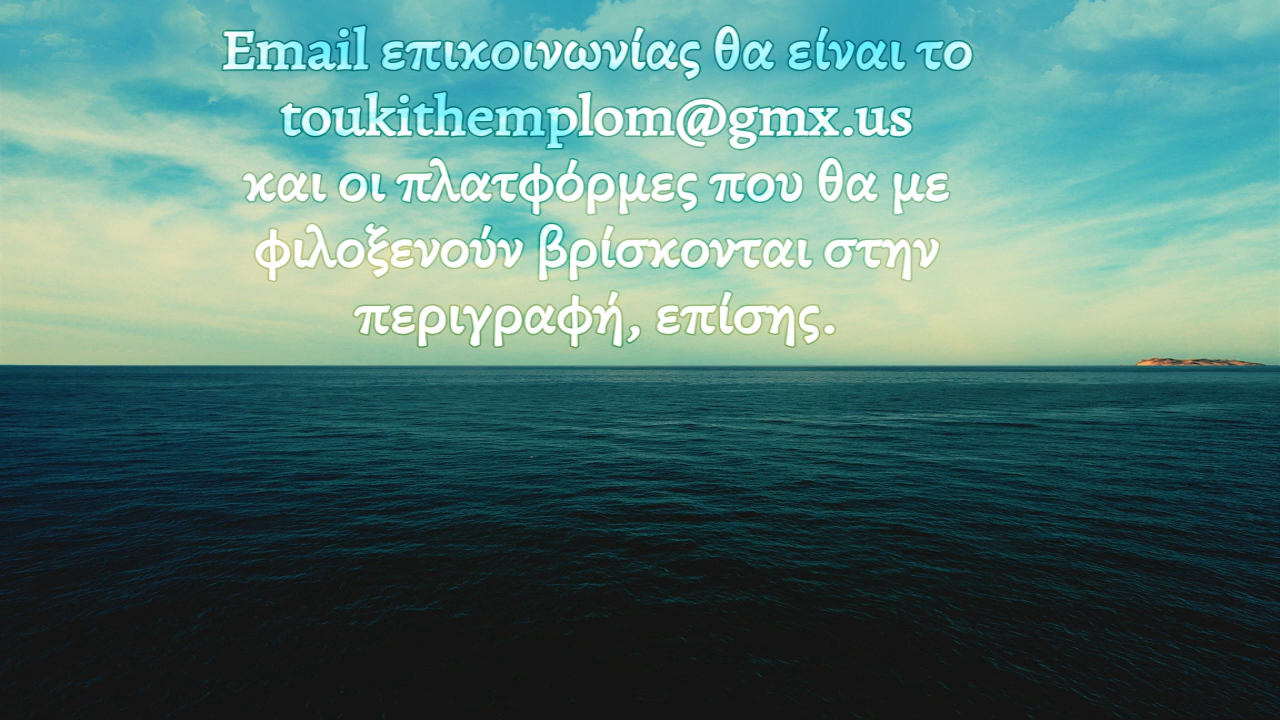 Email επικοινωνίας θα είναι το
toukithemplom@gmx.us
και οι πλατφόρμες που θα με
φιλοξενούν βρίσκονται στην
περιγραφή, επίσης.